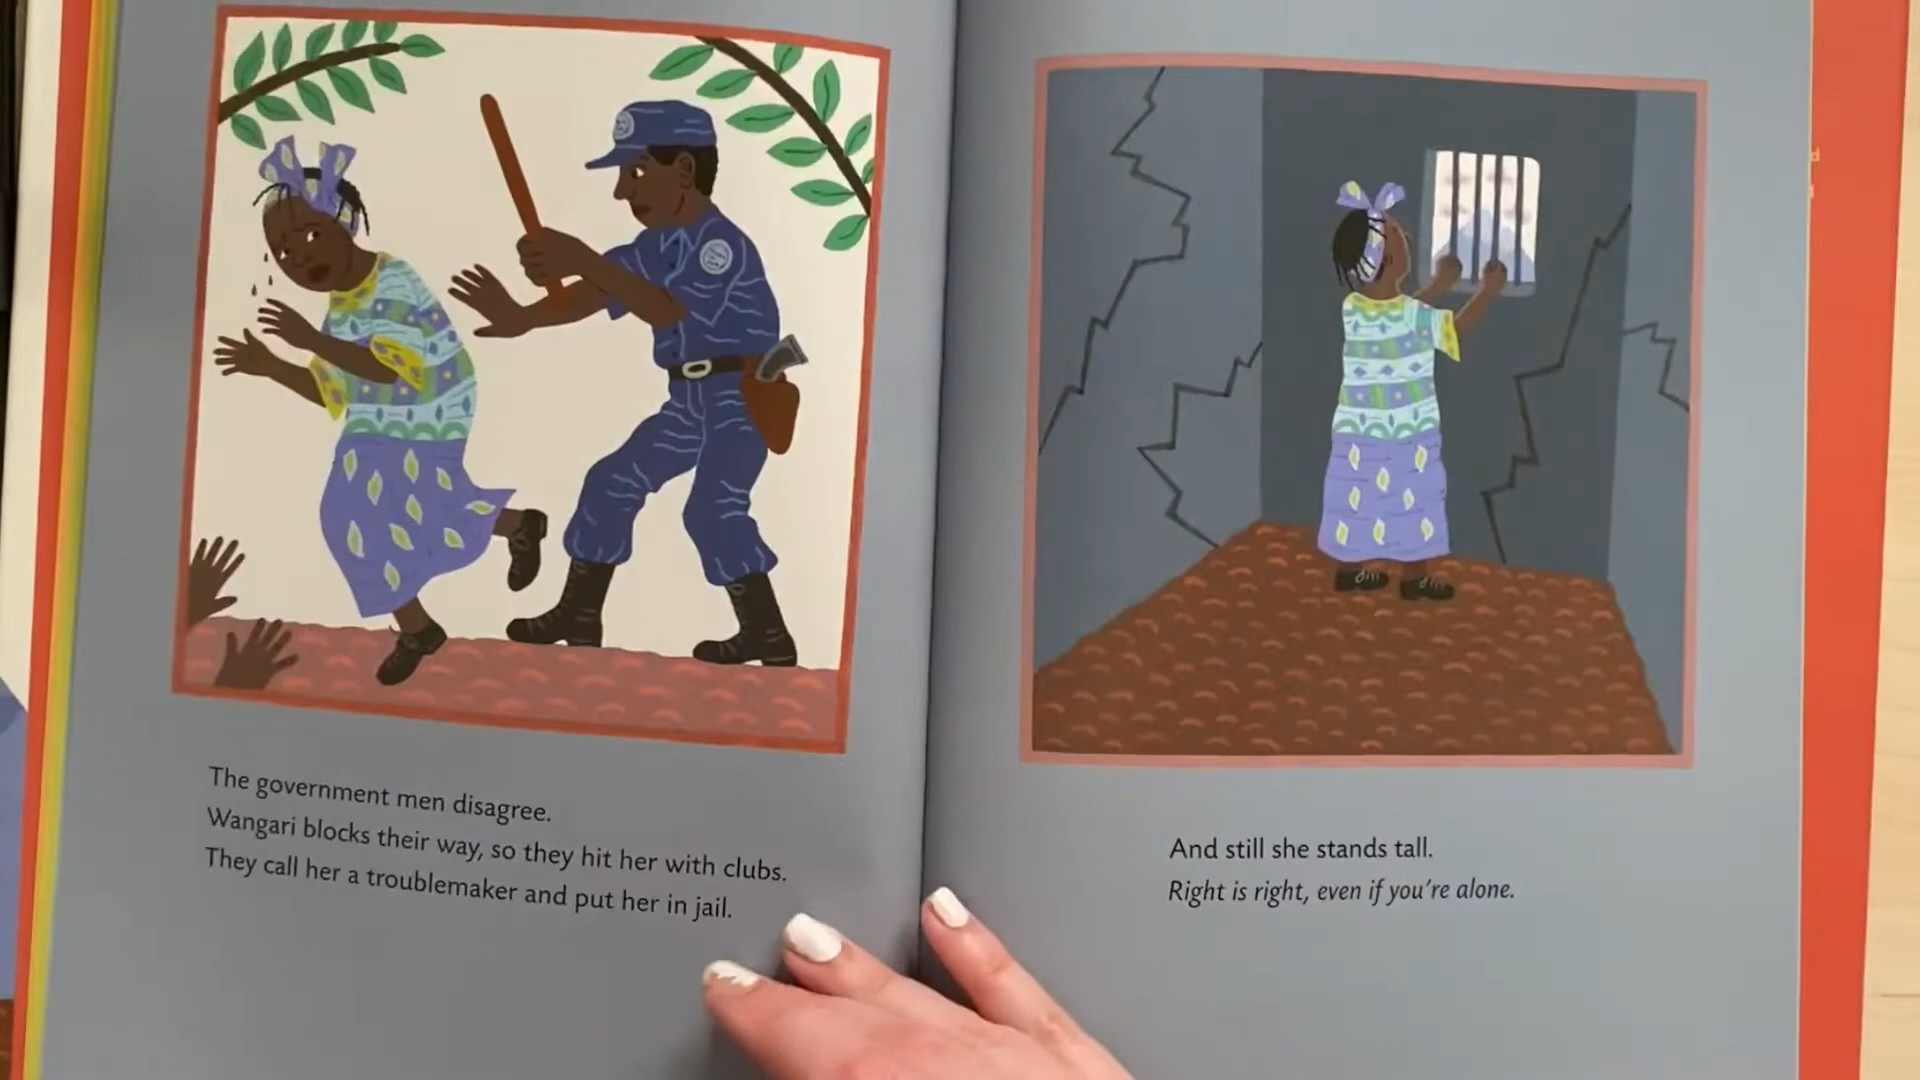 The government men disagree.
Wangari blocks their way, so they hit her with clubs.
They call her a troublemaker and put her in jail.
And still she stands tall.
Right is right, even if you're alone.